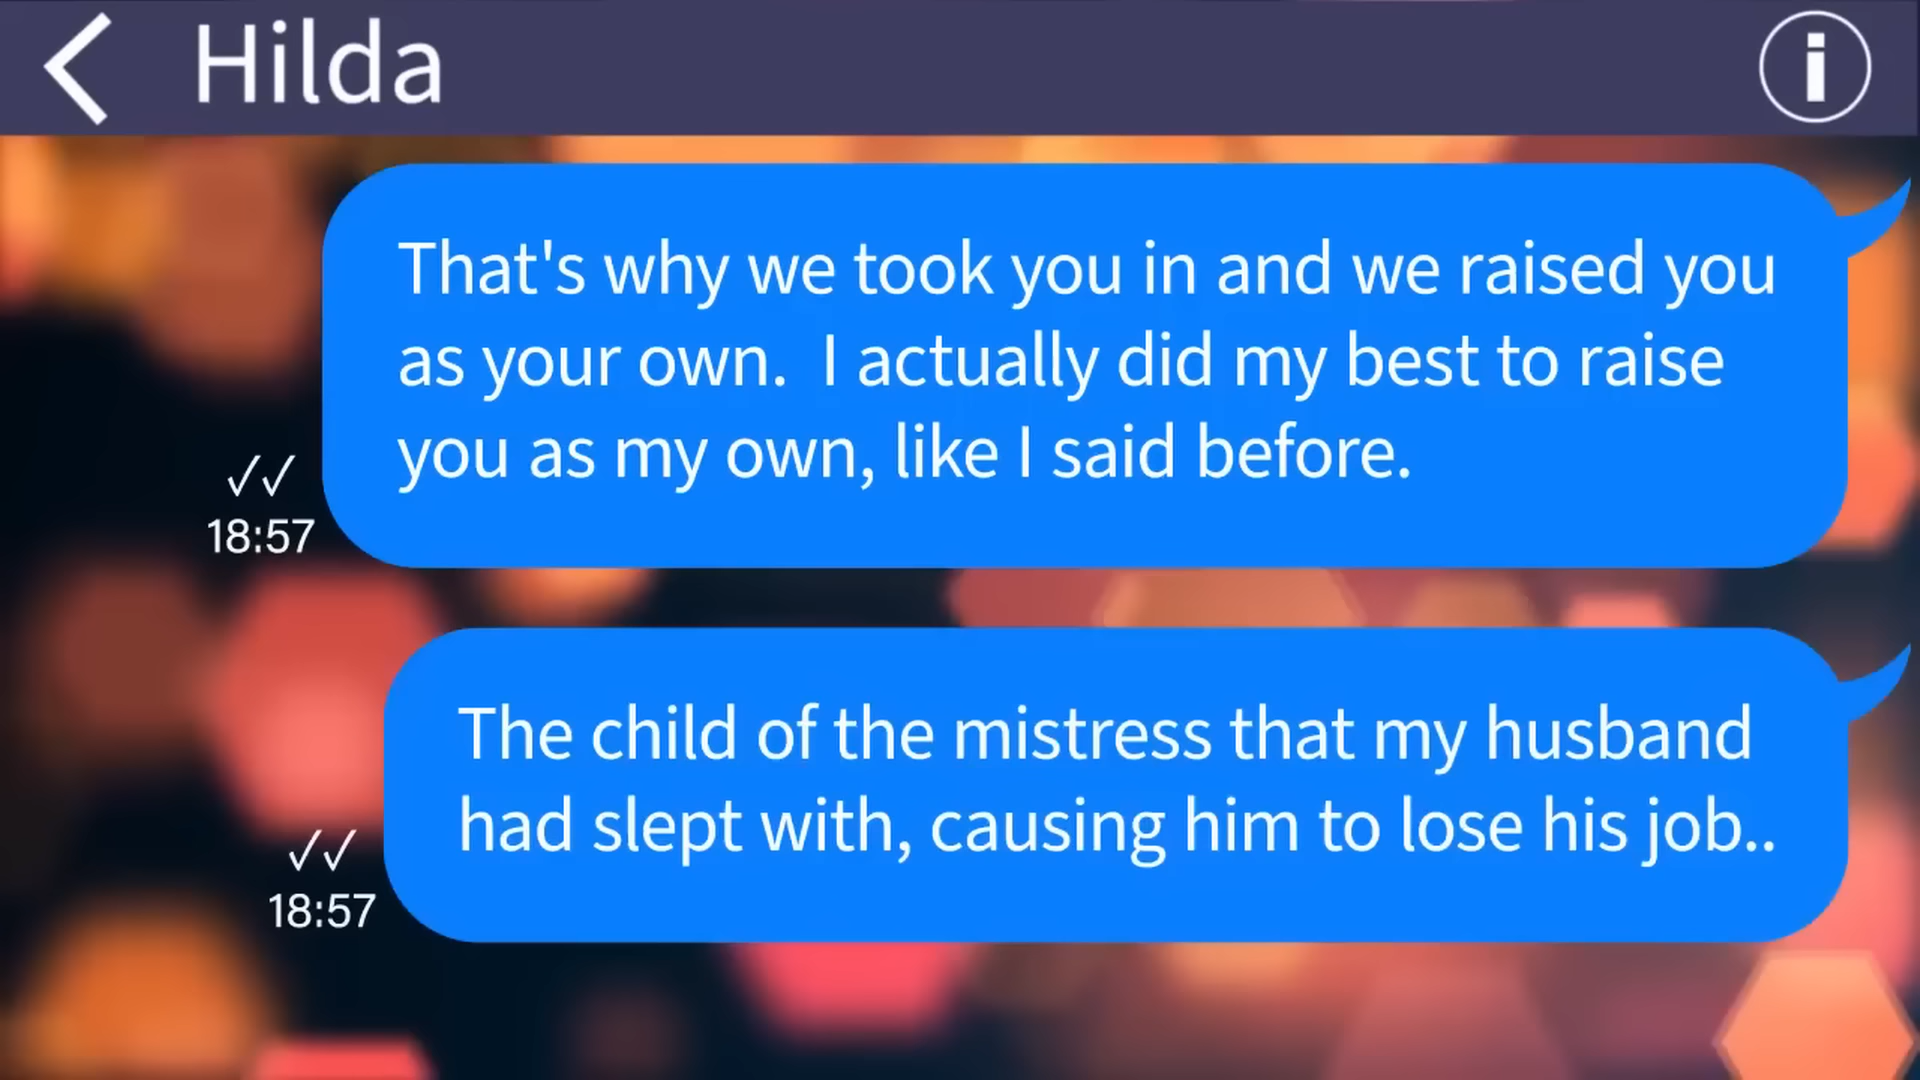 Hilda
That's why we took you in and we raised you
as your own.  I actually did my best to raise
you as my own, like I said before.
✓✓
18:57
The child of the mistress that my husband
had slept with, causing him to lose his job..
✓✓
18:57